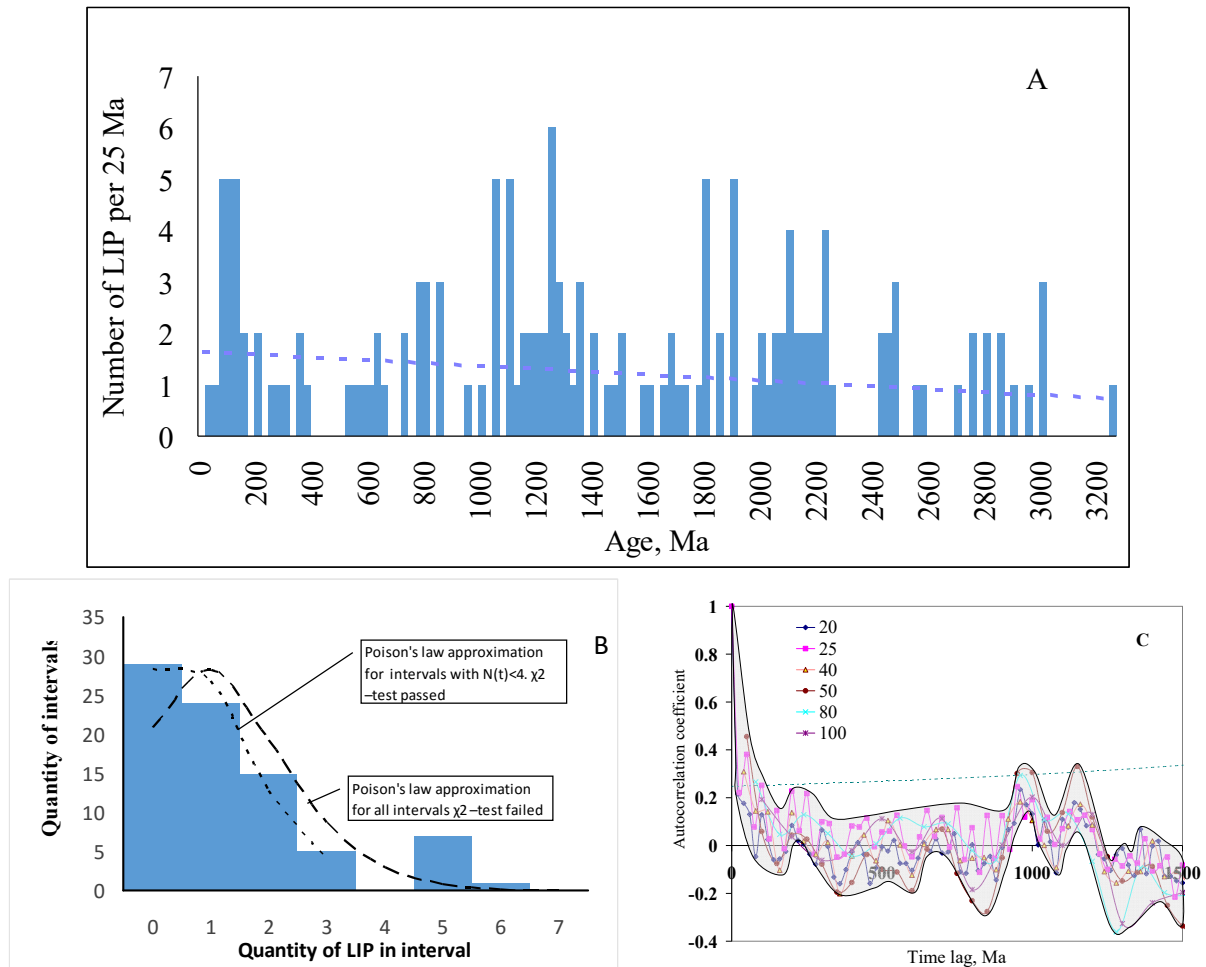 A
Number of LIP per 25 Ma
7
6
5
4
3
2
1
0
0
200
400
600
800
1000
1200
1400
1600
1800
2000
2200
2400
2600
2800
3000
3200
Age, Ma
B
Quantity of intervals
35
30
25
20
15
10
5
0
Poison's law approximation
for intervals with N(t)<4. χ2
–test passed
Poison's law approximation
for all intervals χ2–test failed
0 1 2 3 4 5 6 7
Quantity of LIP in interval
C
Autocorrelation coefficient
1
0.8
0.6
0.4
0.2
0
-0.2
-0.4
20
25
40
50
80
100
0 500 1000 1500
Time lag, Ma